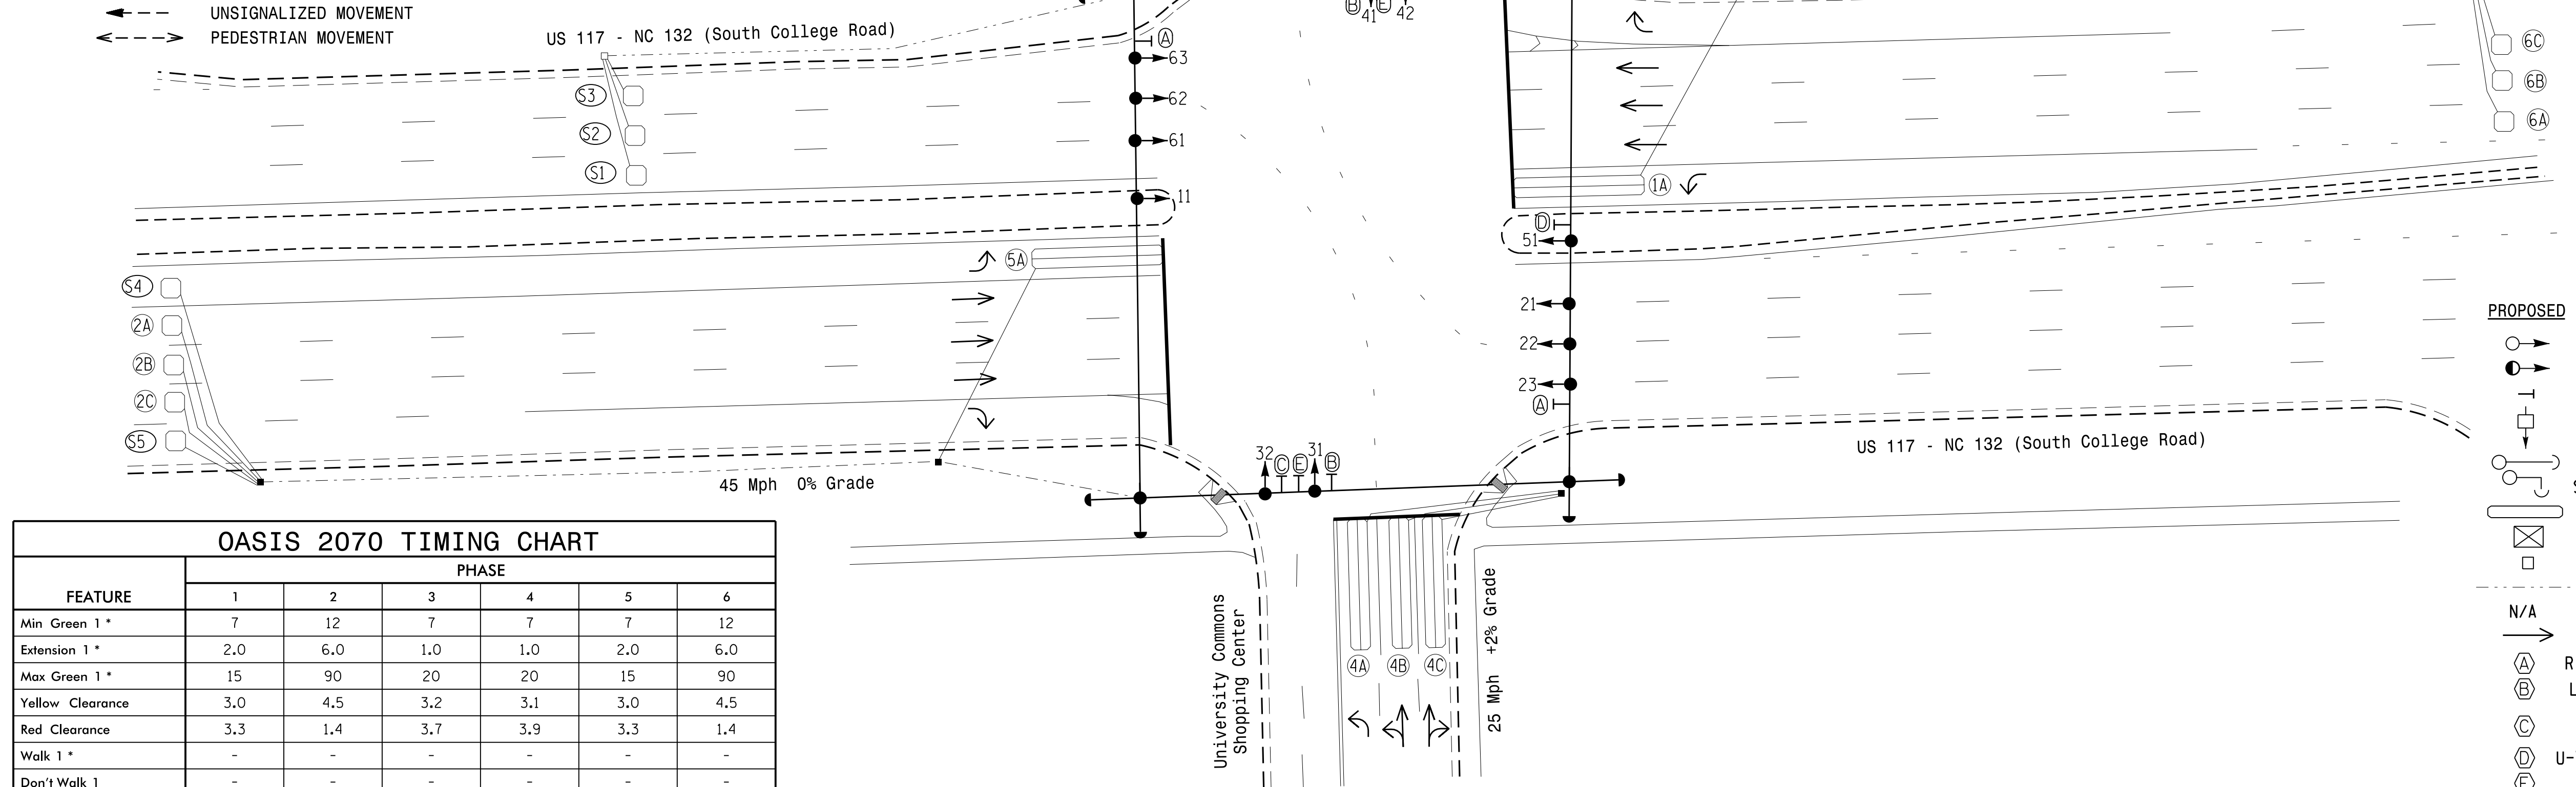 UNSIGNALIZED MOVEMENT
PEDESTRIAN MOVEMENT
US 117 - NC 132 (South College Road)
A
B 41 E 42
63
62
61
11
S3
S2
S1
6C
6B
6A
1A
D
51
5A
S4
2A
2B
2C
S5
21
22
23
A
PROPOSED
US 117 - NC 132 (South College Road)
45 Mph 0% Grade
32 C E 31 B
OASIS 2070 TIMING CHART
PHASE
FEATURE 1 2 3 4 5 6
Min Green 1 * 7 12 7 7 7 12
Extension 1 * 2.0 6.0 1.0 1.0 2.0 6.0
Max Green 1 * 15 90 20 20 15 90
Yellow Clearance 3.0 4.5 3.2 3.1 3.0 4.5
Red Clearance 3.3 1.4 3.7 3.9 3.3 1.4
Walk 1 * - - - - - -
Don't Walk 1 - - - - - -
University Commons
Shopping Center
4A 4B 4C
25 Mph +2% Grade
N/A
A R
B L
C
D U-